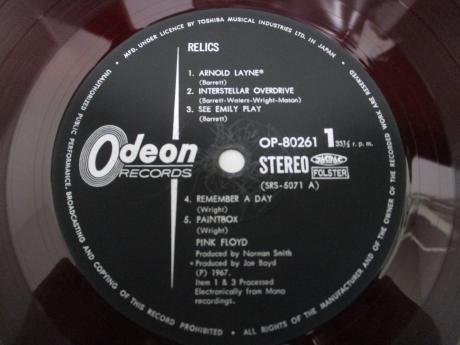 MFD. UNDER LICENCE BY TOSHIBA MUSICAL INDUSTRIES LTD. IN JAPAN •
UNAUTHORIZED PUBLIC PERFORMANCE, BROADCASTING AND COPYING OF THIS RECORD PROHIBITED • ALL RIGHTS OF THE MANUFACTURER AND OF THE OWNER OF THE RECORDED WORK ARE RESERVED
RELICS
1. ARNOLD LAYNE*
(Barrett)
2. INTERSTELLAR OVERDRIVE
(Barrett-Waters-Wright-Mason)
3. SEE EMILY PLAY
(Barrett)
OP-80261 1 33⅓ r. p. m.
Odeon
RECORDS
STEREO
FOLSTER
(SRS-5071 A)
4. REMEMBER A DAY
(Wright)
5. PAINTBOX
(Wright)
PINK FLOYD
Produced by Norman Smith
* Produced by Joe Boyd
(P) 1967.
Item 1 & 3 Processed
Electronically from Mono
recordings.